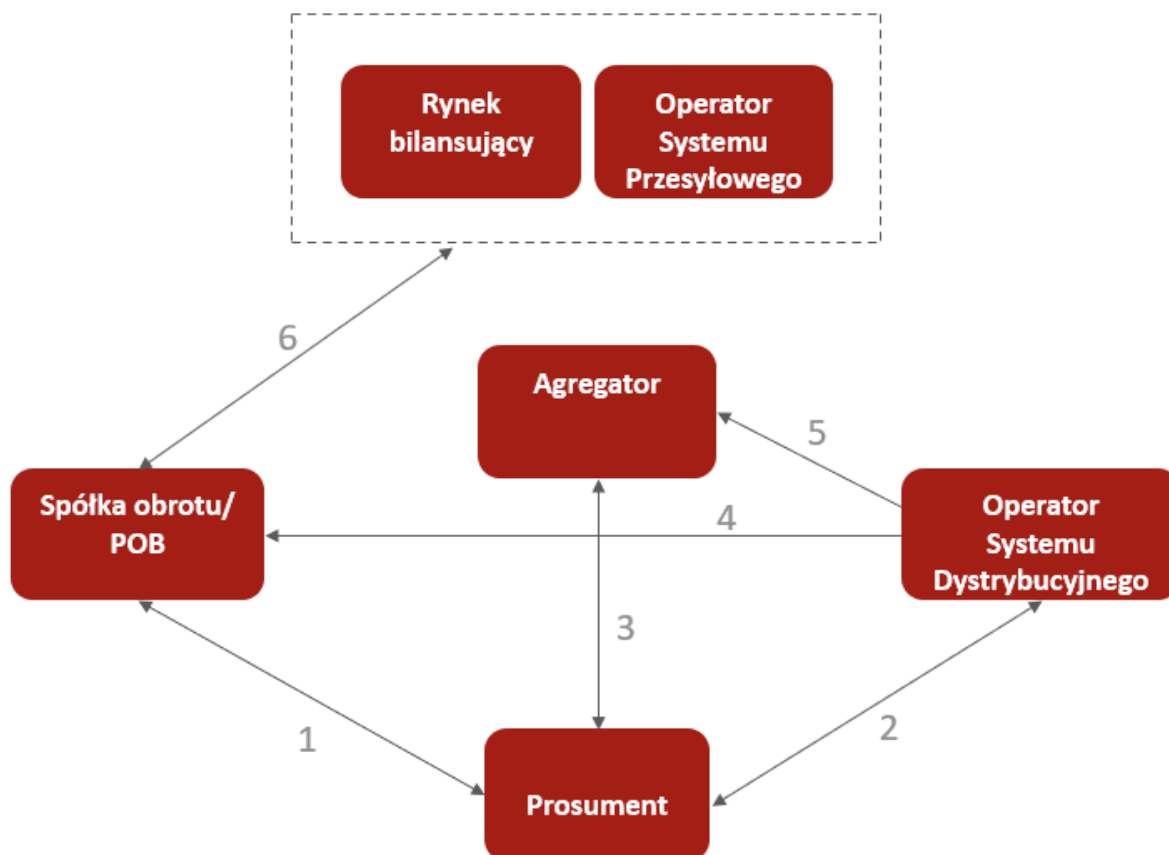 Rynek
bilansujący
Operator
Systemu
Przesyłowego
6
Agregator
5
Spółka obrotu/
POB
4
Operator
Systemu
Dystrybucyjnego
3
1
2
Prosument